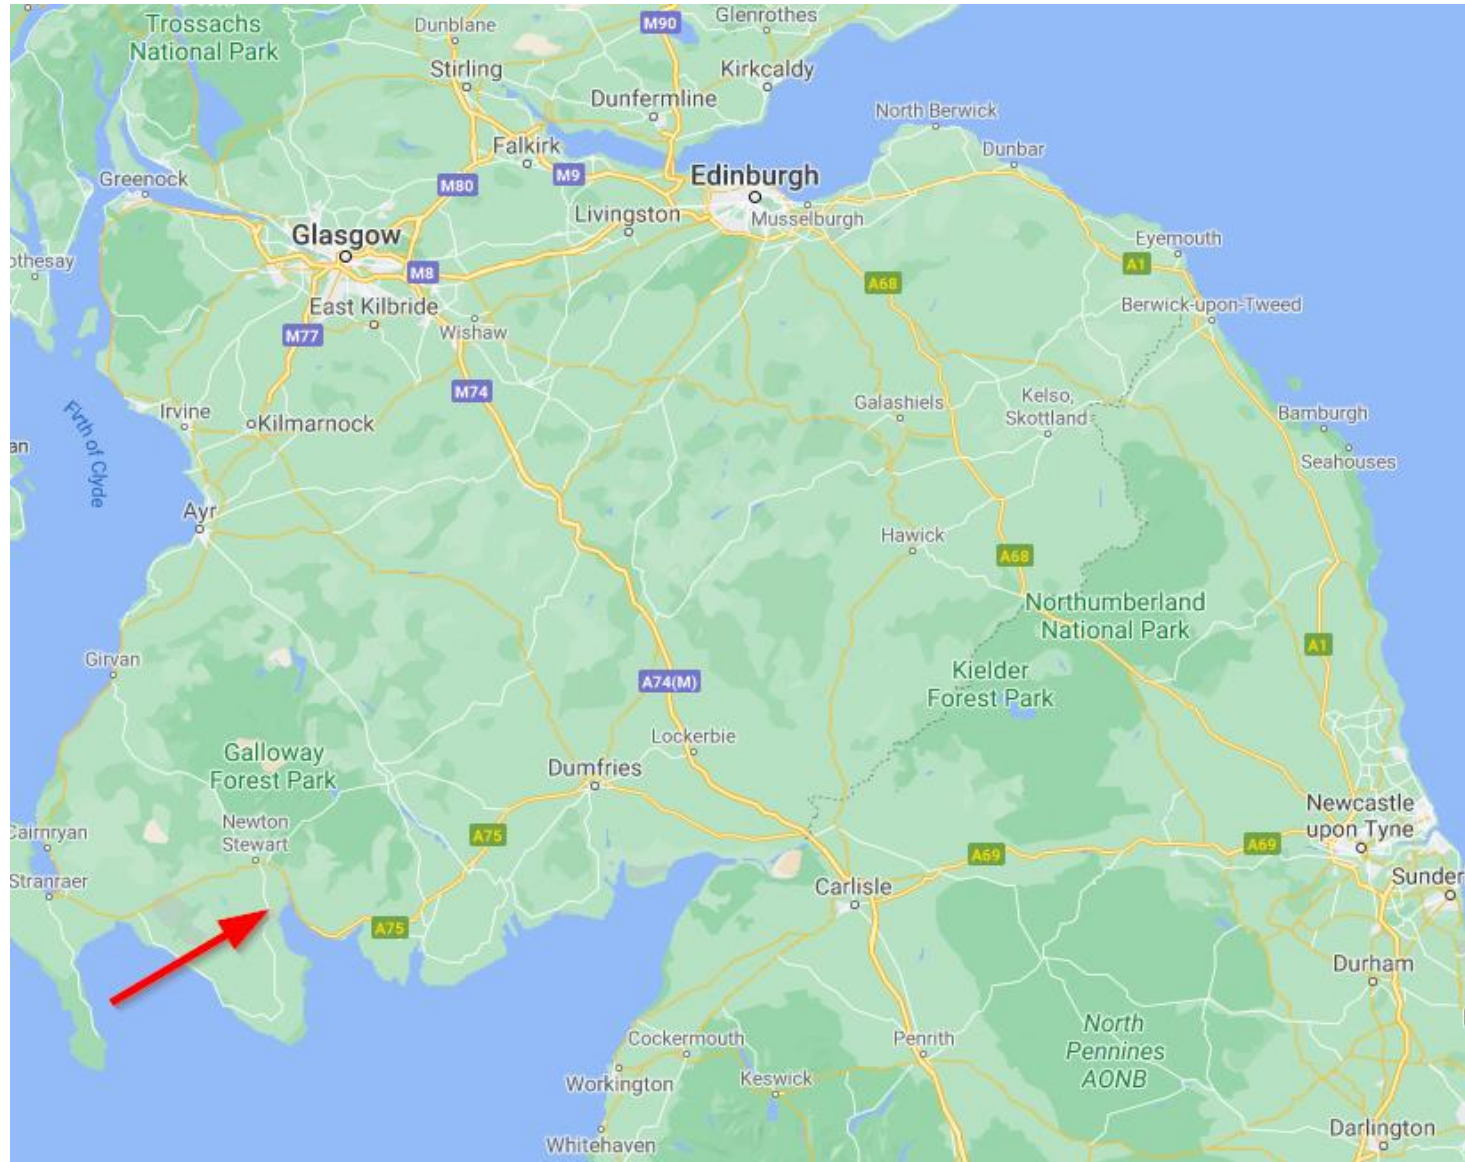 Trossachs
National Park
Dunblane
M90
Glenrothes
Stirling
Kirkcaldy
Dunfermline
North Berwick
Falkirk
Dunbar
M9
Greenock
M80
Edinburgh
Livingston
Musselburgh
Glasgow
Eyemouth
othesay
M8
A1
A68
East Kilbride
Berwick-upon-Tweed
M77
Wishaw
M74
Kelso,
Skottland
Galashiels
Irvine
Kilmarnock
Bamburgh
Firth of Clyde
an
Seahouses
Ayr
Hawick
A68
Northumberland
National Park
A1
Girvan
Kielder
Forest Park
A74(M)
Lockerbie
Galloway
Forest Park
Dumfries
Newcastle
upon Tyne
Newton
Stewart
Cairnryan
A75
A69
A69
Stranraer
Carlisle
Sunder
A75
Durham
North
Pennines
AONB
Cockermouth
Penrith
Workington
Keswick
Darlington
Whitehaven